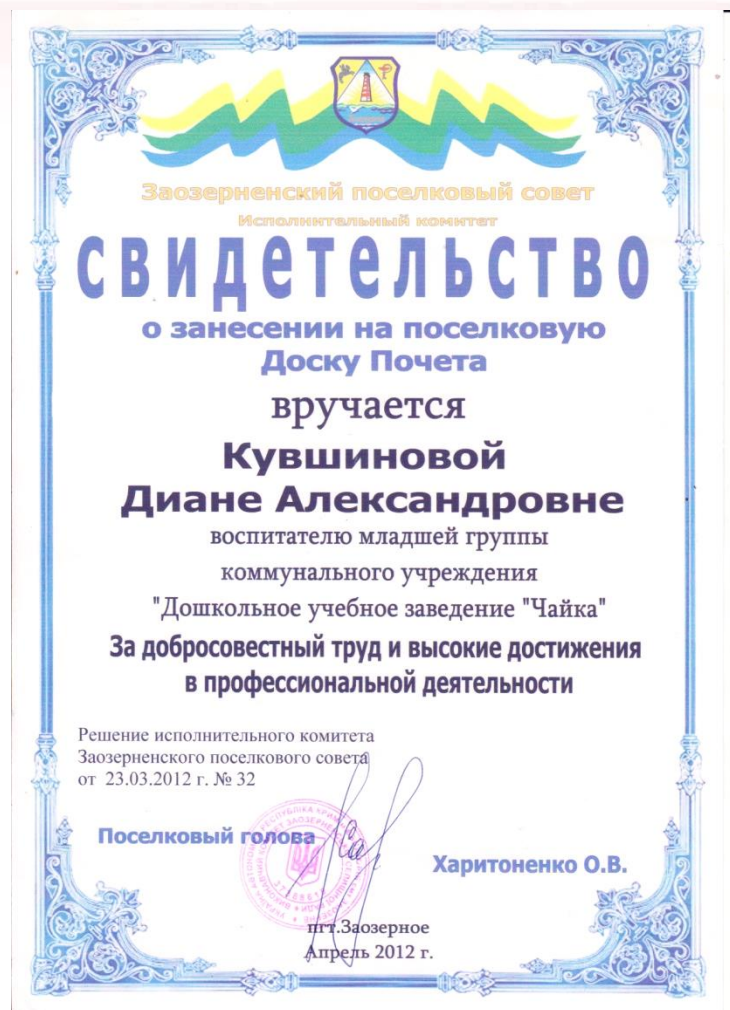 Заозерненский поселковый совет
Исполнительный комитет
свидетельство
о занесении на поселковую
Доску Почета
вручается
Кувшиновой
Диане Александровне
воспитателю младшей группы
коммунального учреждения
"Дошкольное учебное заведение "Чайка"
За добросовестный труд и высокие достижения
в профессиональной деятельности
Решение исполнительного комитета
Заозерненского поселкового совета
от 23.03.2012 г. № 32
Поселковый голова
Харитоненко О.В.
пгт.Заозерное
Апрель 2012 г.